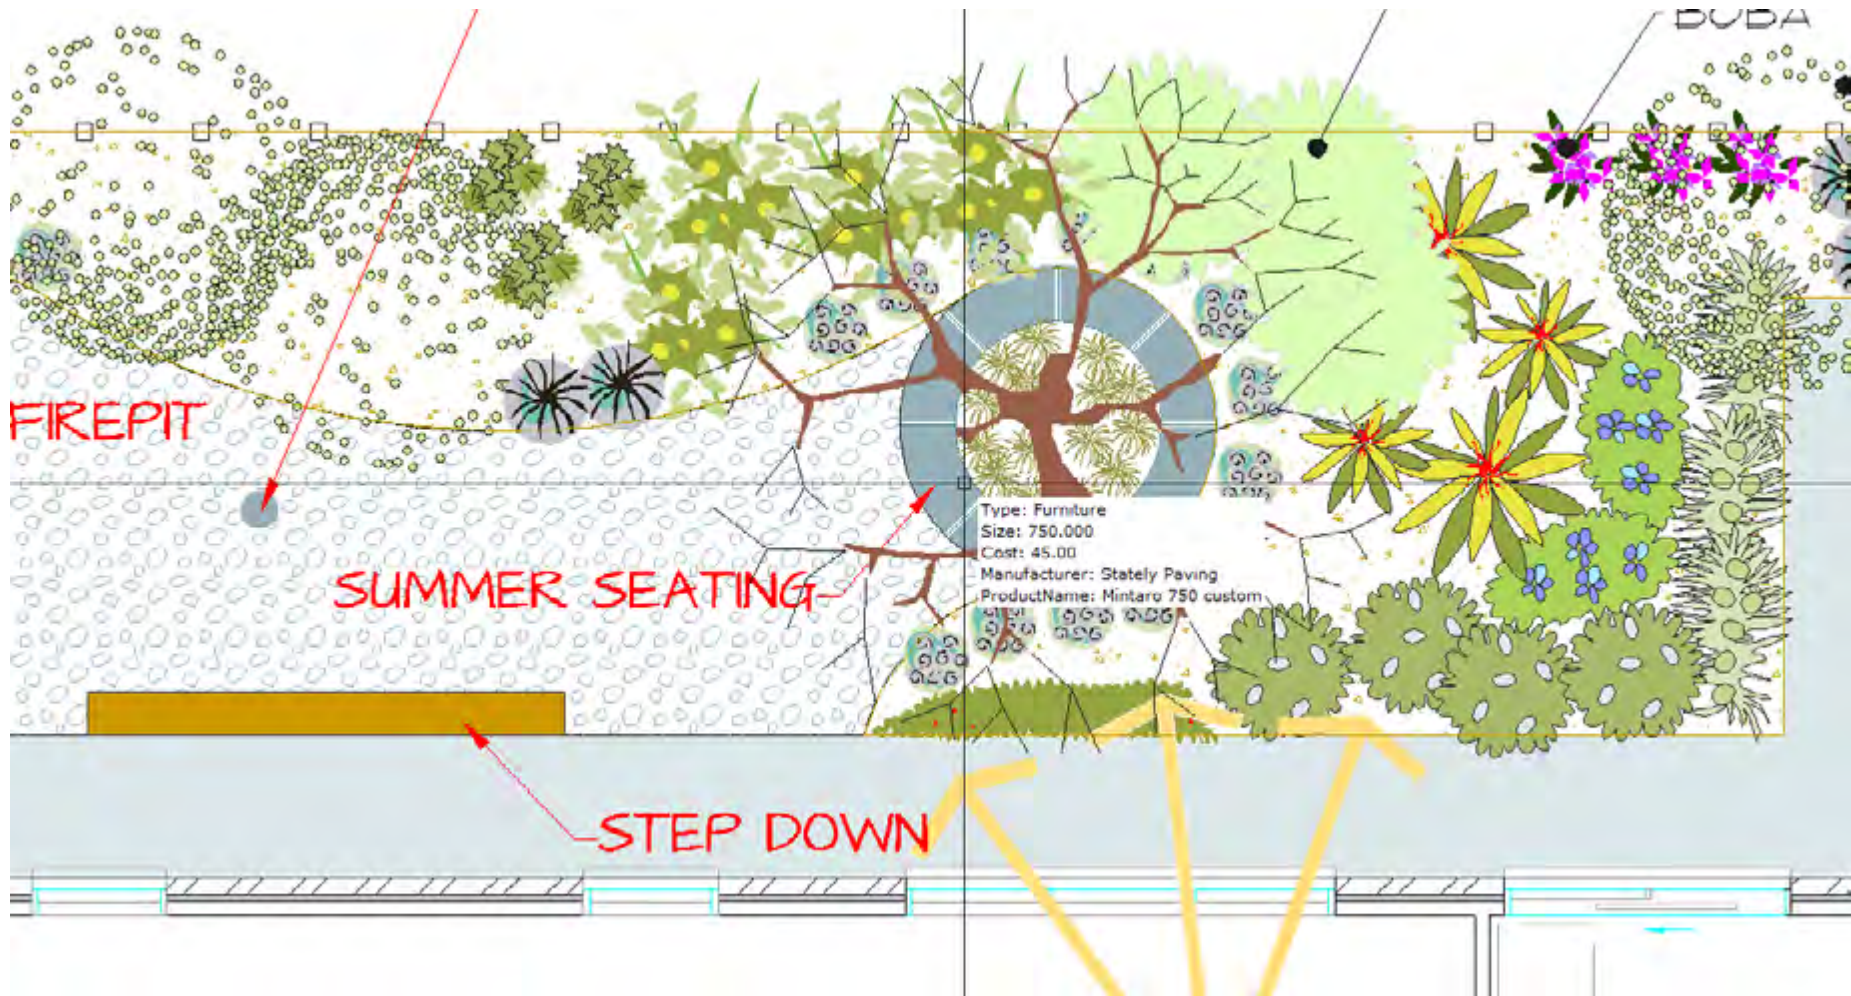 BOBA
FIREPIT
Type: Furniture
Size: 750.000
Cost: 45.00
Manufacturer: Stately Paving
ProductName: Mintaro 750 custom
SUMMER SEATING
STEP DOWN